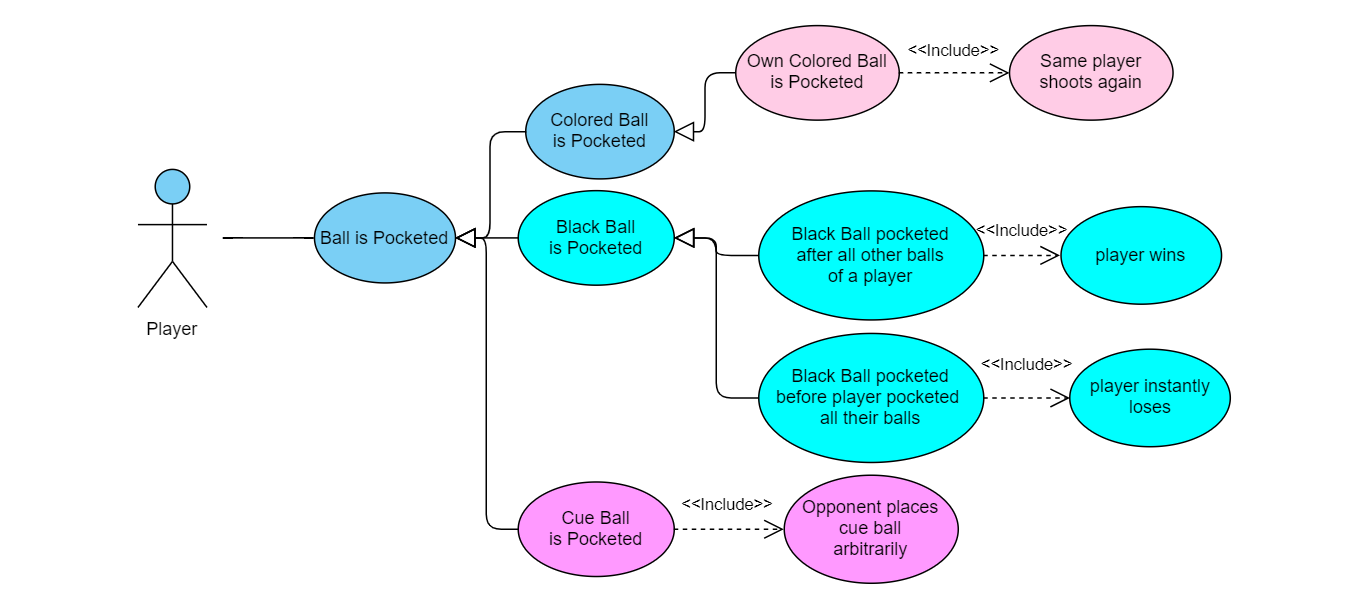 Own Colored Ball
is Pocketed
<<Include>>
Same player
shoots again
Colored Ball
is Pocketed
Player
Ball is Pocketed
Black Ball
is Pocketed
Black Ball pocketed
after all other balls
of a player
<<Include>>
player wins
Black Ball pocketed
before player pocketed
all their balls
<<Include>>
player instantly
loses
Cue Ball
is Pocketed
<<Include>>
Opponent places
cue ball
arbitrarily